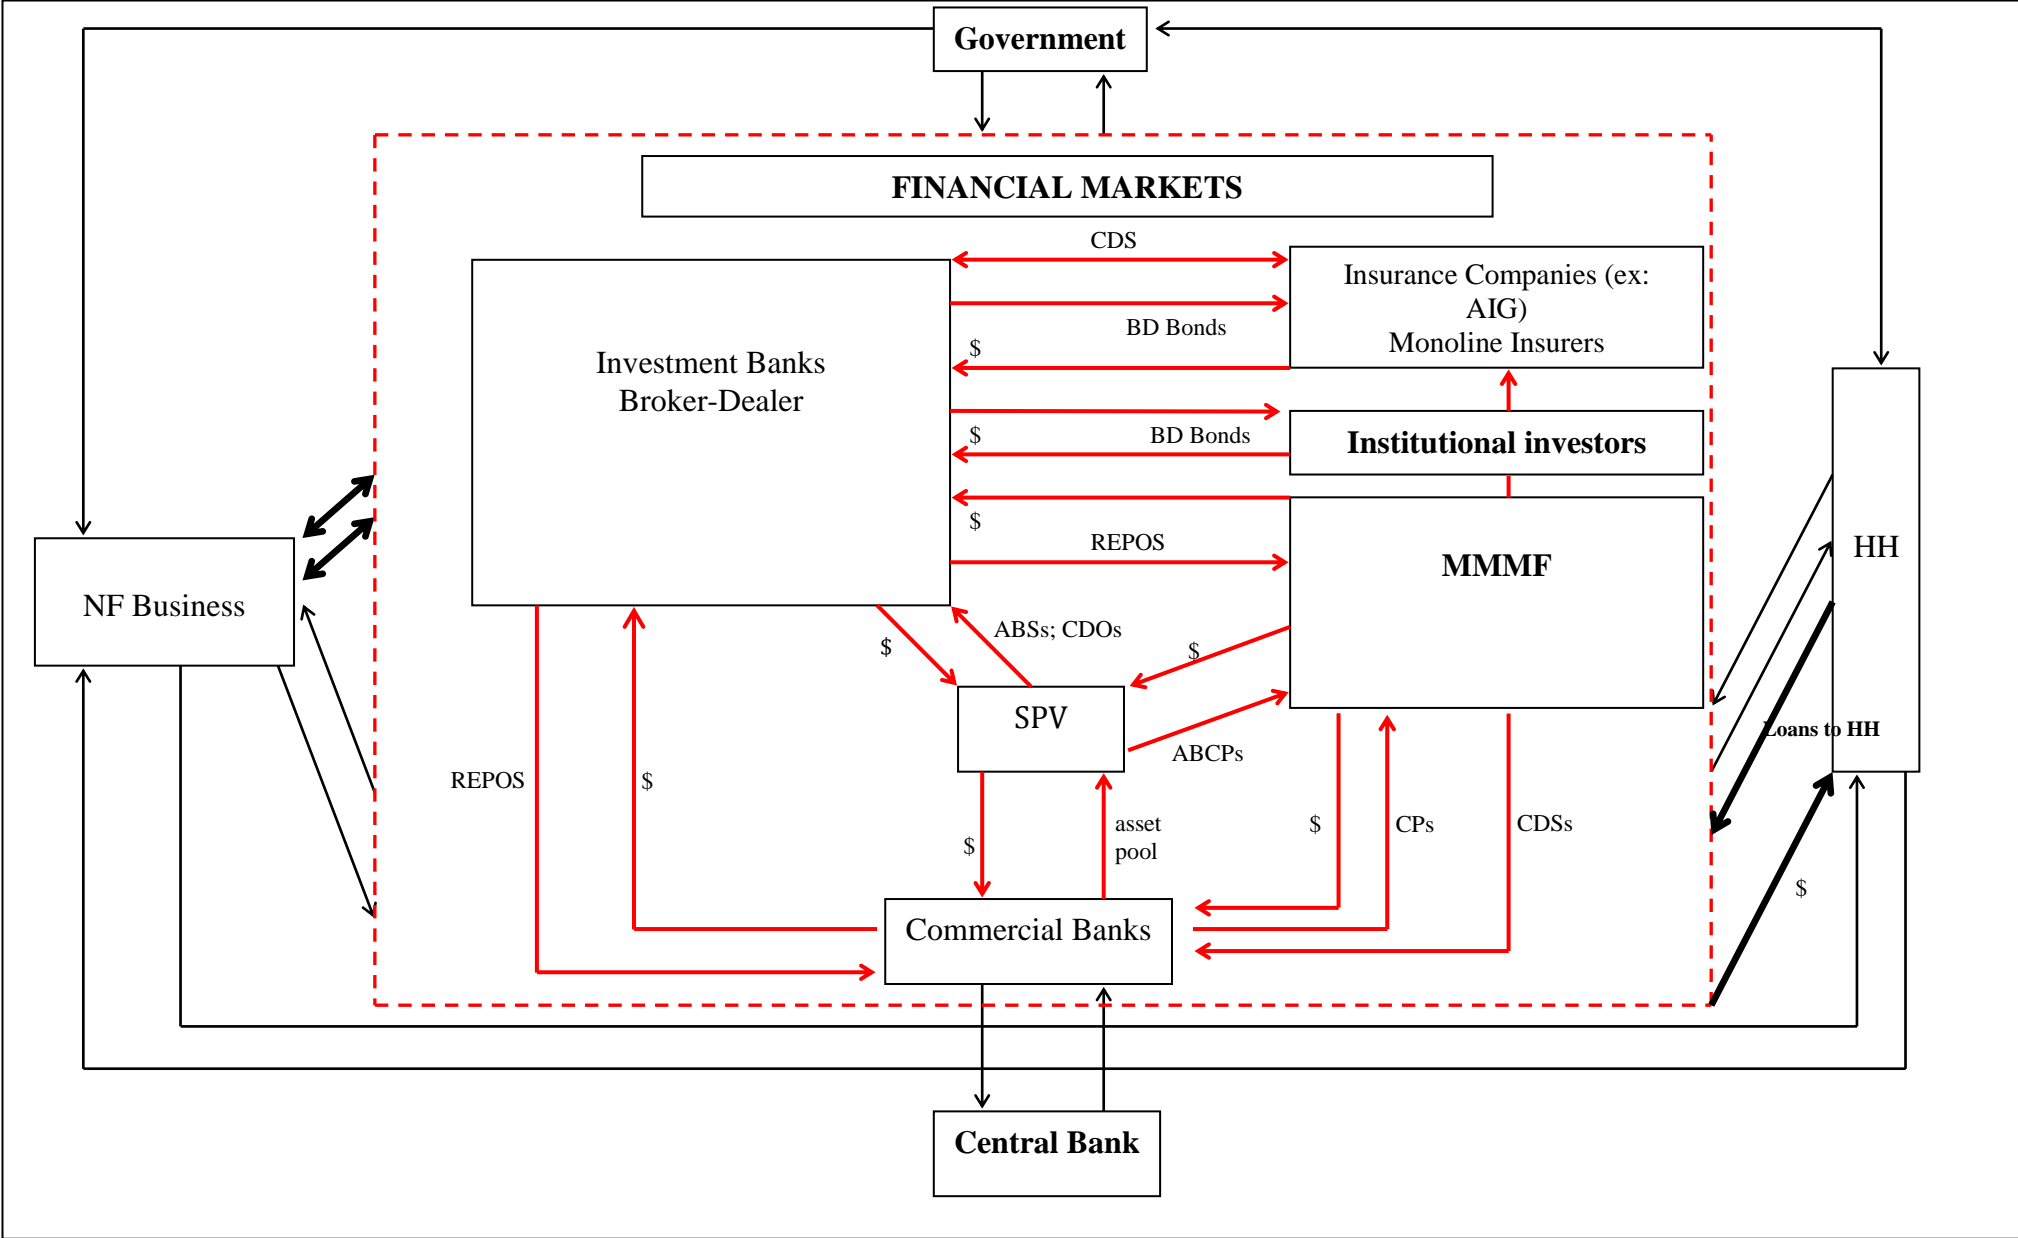 Government
FINANCIAL MARKETS
CDS
Insurance Companies (ex:
AIG)
Monoline Insurers
BD Bonds
$
Investment Banks
Broker-Dealer
BD Bonds
$
Institutional investors
$
REPOS
MMMF
HH
NF Business
ABSs; CDOs
$
$
SPV
ABCPs
Loans to HH
REPOS
$
$
asset
pool
$
CPs
CDSs
$
Commercial Banks
Central Bank